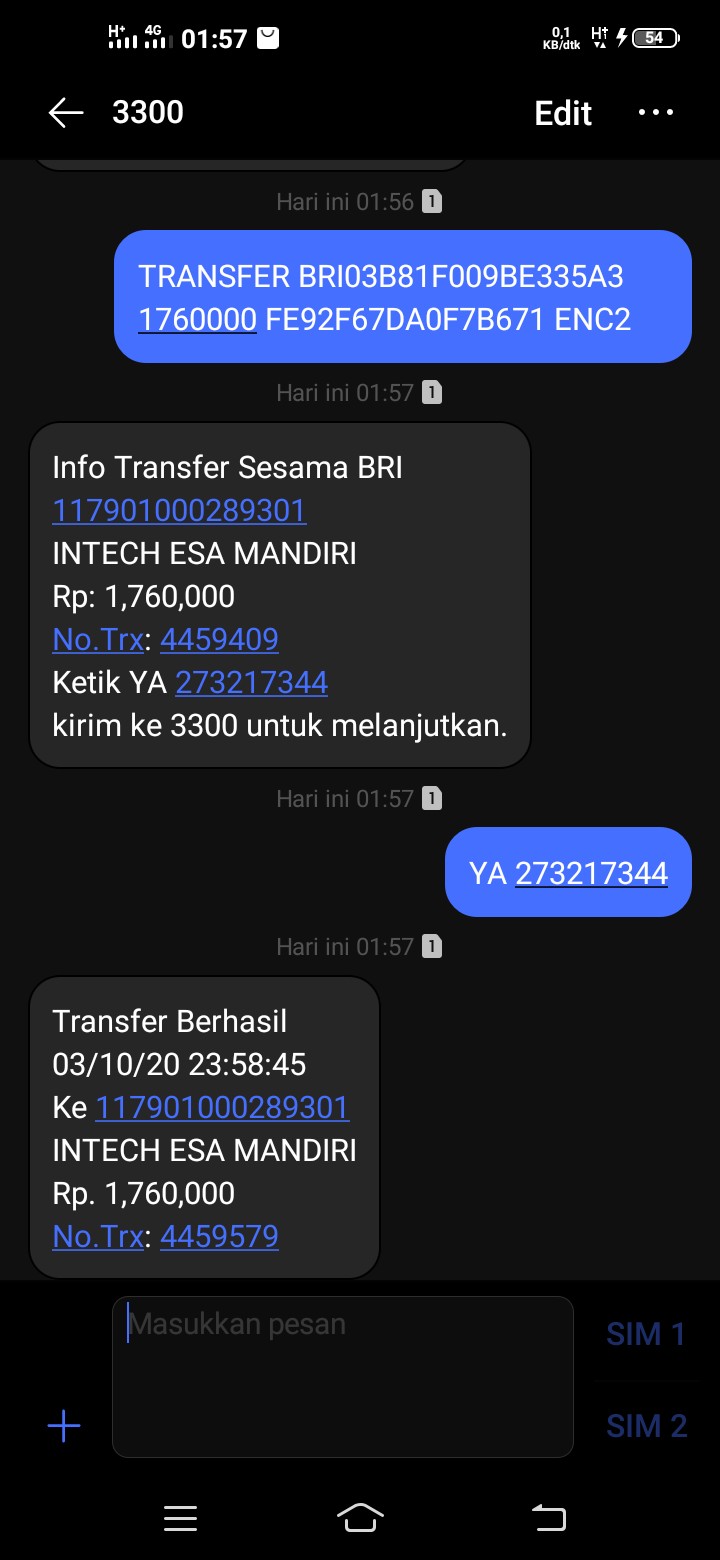 H+ 4G 01:57 0,1 KB/dtk H† 54
3300 Edit
Hari ini 01:56 1
TRANSFER BRI03B81F009BE335A3
1760000 FE92F67DA0F7B671 ENC2
Hari ini 01:57 1
Info Transfer Sesama BRI
117901000289301
INTECH ESA MANDIRI
Rp: 1,760,000
No.Trx: 4459409
Ketik YA 273217344
kirim ke 3300 untuk melanjutkan.
Hari ini 01:57 1
YA 273217344
Hari ini 01:57 1
Transfer Berhasil
03/10/20 23:58:45
Ke 117901000289301
INTECH ESA MANDIRI
Rp. 1,760,000
No.Trx: 4459579
Masukkan pesan
SIM 1
SIM 2